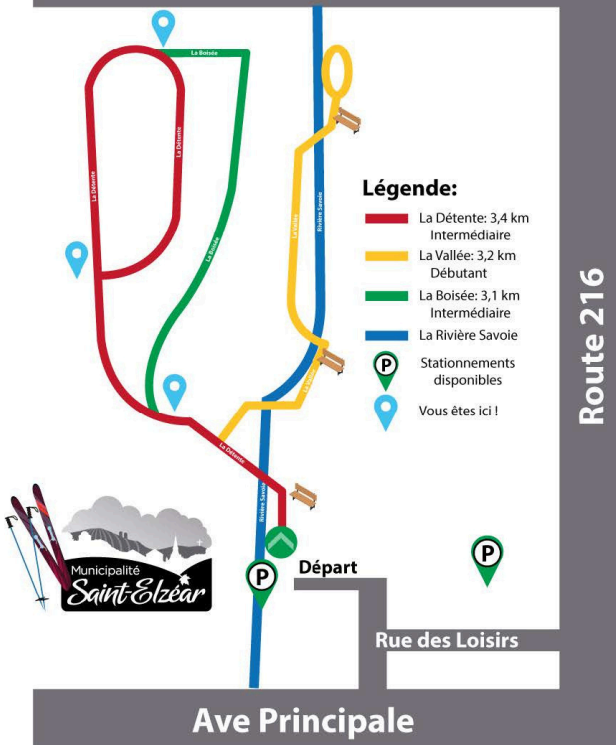 La Boisée
La Détente
La Détente
La Boisée
La Vallée
Rivière Savoie
La Vallée
La Détente
Rivière Savoie
Légende:
La Détente: 3,4 km
Intermédiaire
La Vallée: 3,2 km
Débutant
La Boisée: 3,1 km
Intermédiaire
La Rivière Savoie
P
Stationnements
disponibles
Vous êtes ici !
Route 216
Municipalité
Saint-Elzéar
P
Départ
P
Rue des Loisirs
Ave Principale